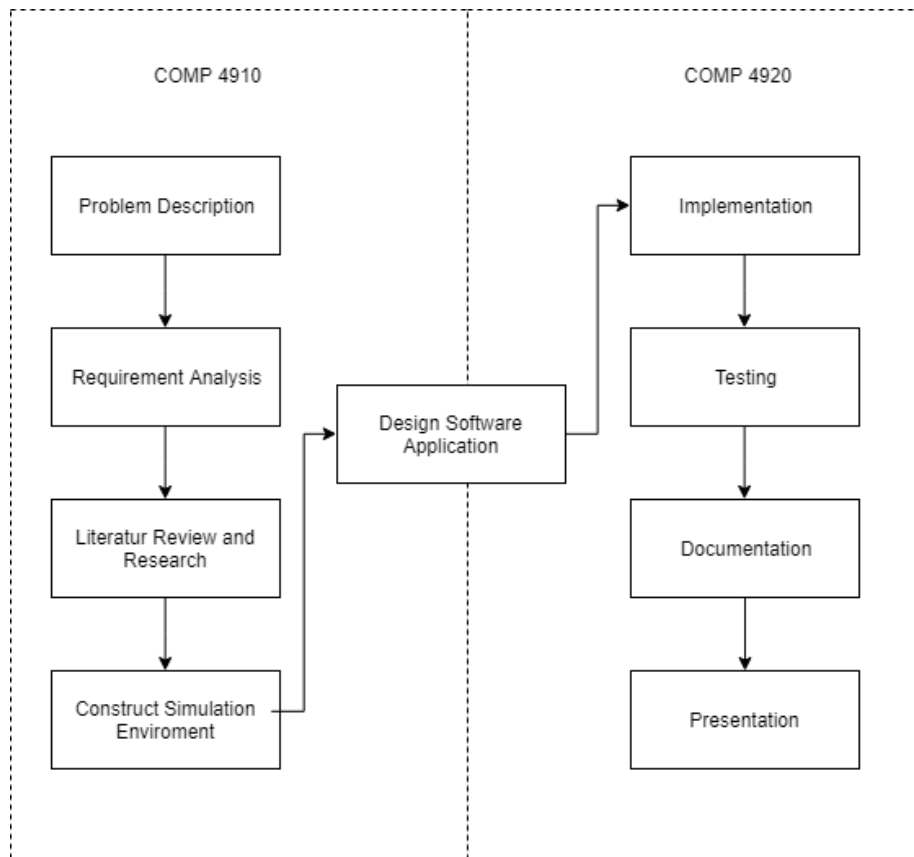 COMP 4910
Problem Description
Requirement Analysis
Literatur Review and
Research
Construct Simulation
Enviroment
Design Software
Application
COMP 4920
Implementation
Testing
Documentation
Presentation